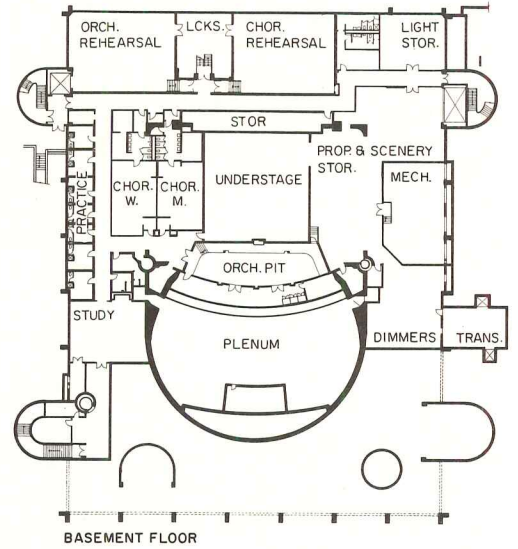 ORCH.
REHEARSAL
LCKS.
CHOR.
REHEARSAL
LIGHT
STOR.
STOR
PROP. & SCENERY
STOR.
MECH.
CHOR.
W.
CHOR.
M.
UNDERSTAGE
PRACTICE
ORCH. PIT
STUDY
PLENUM
DIMMERS
TRANS.
BASEMENT FLOOR